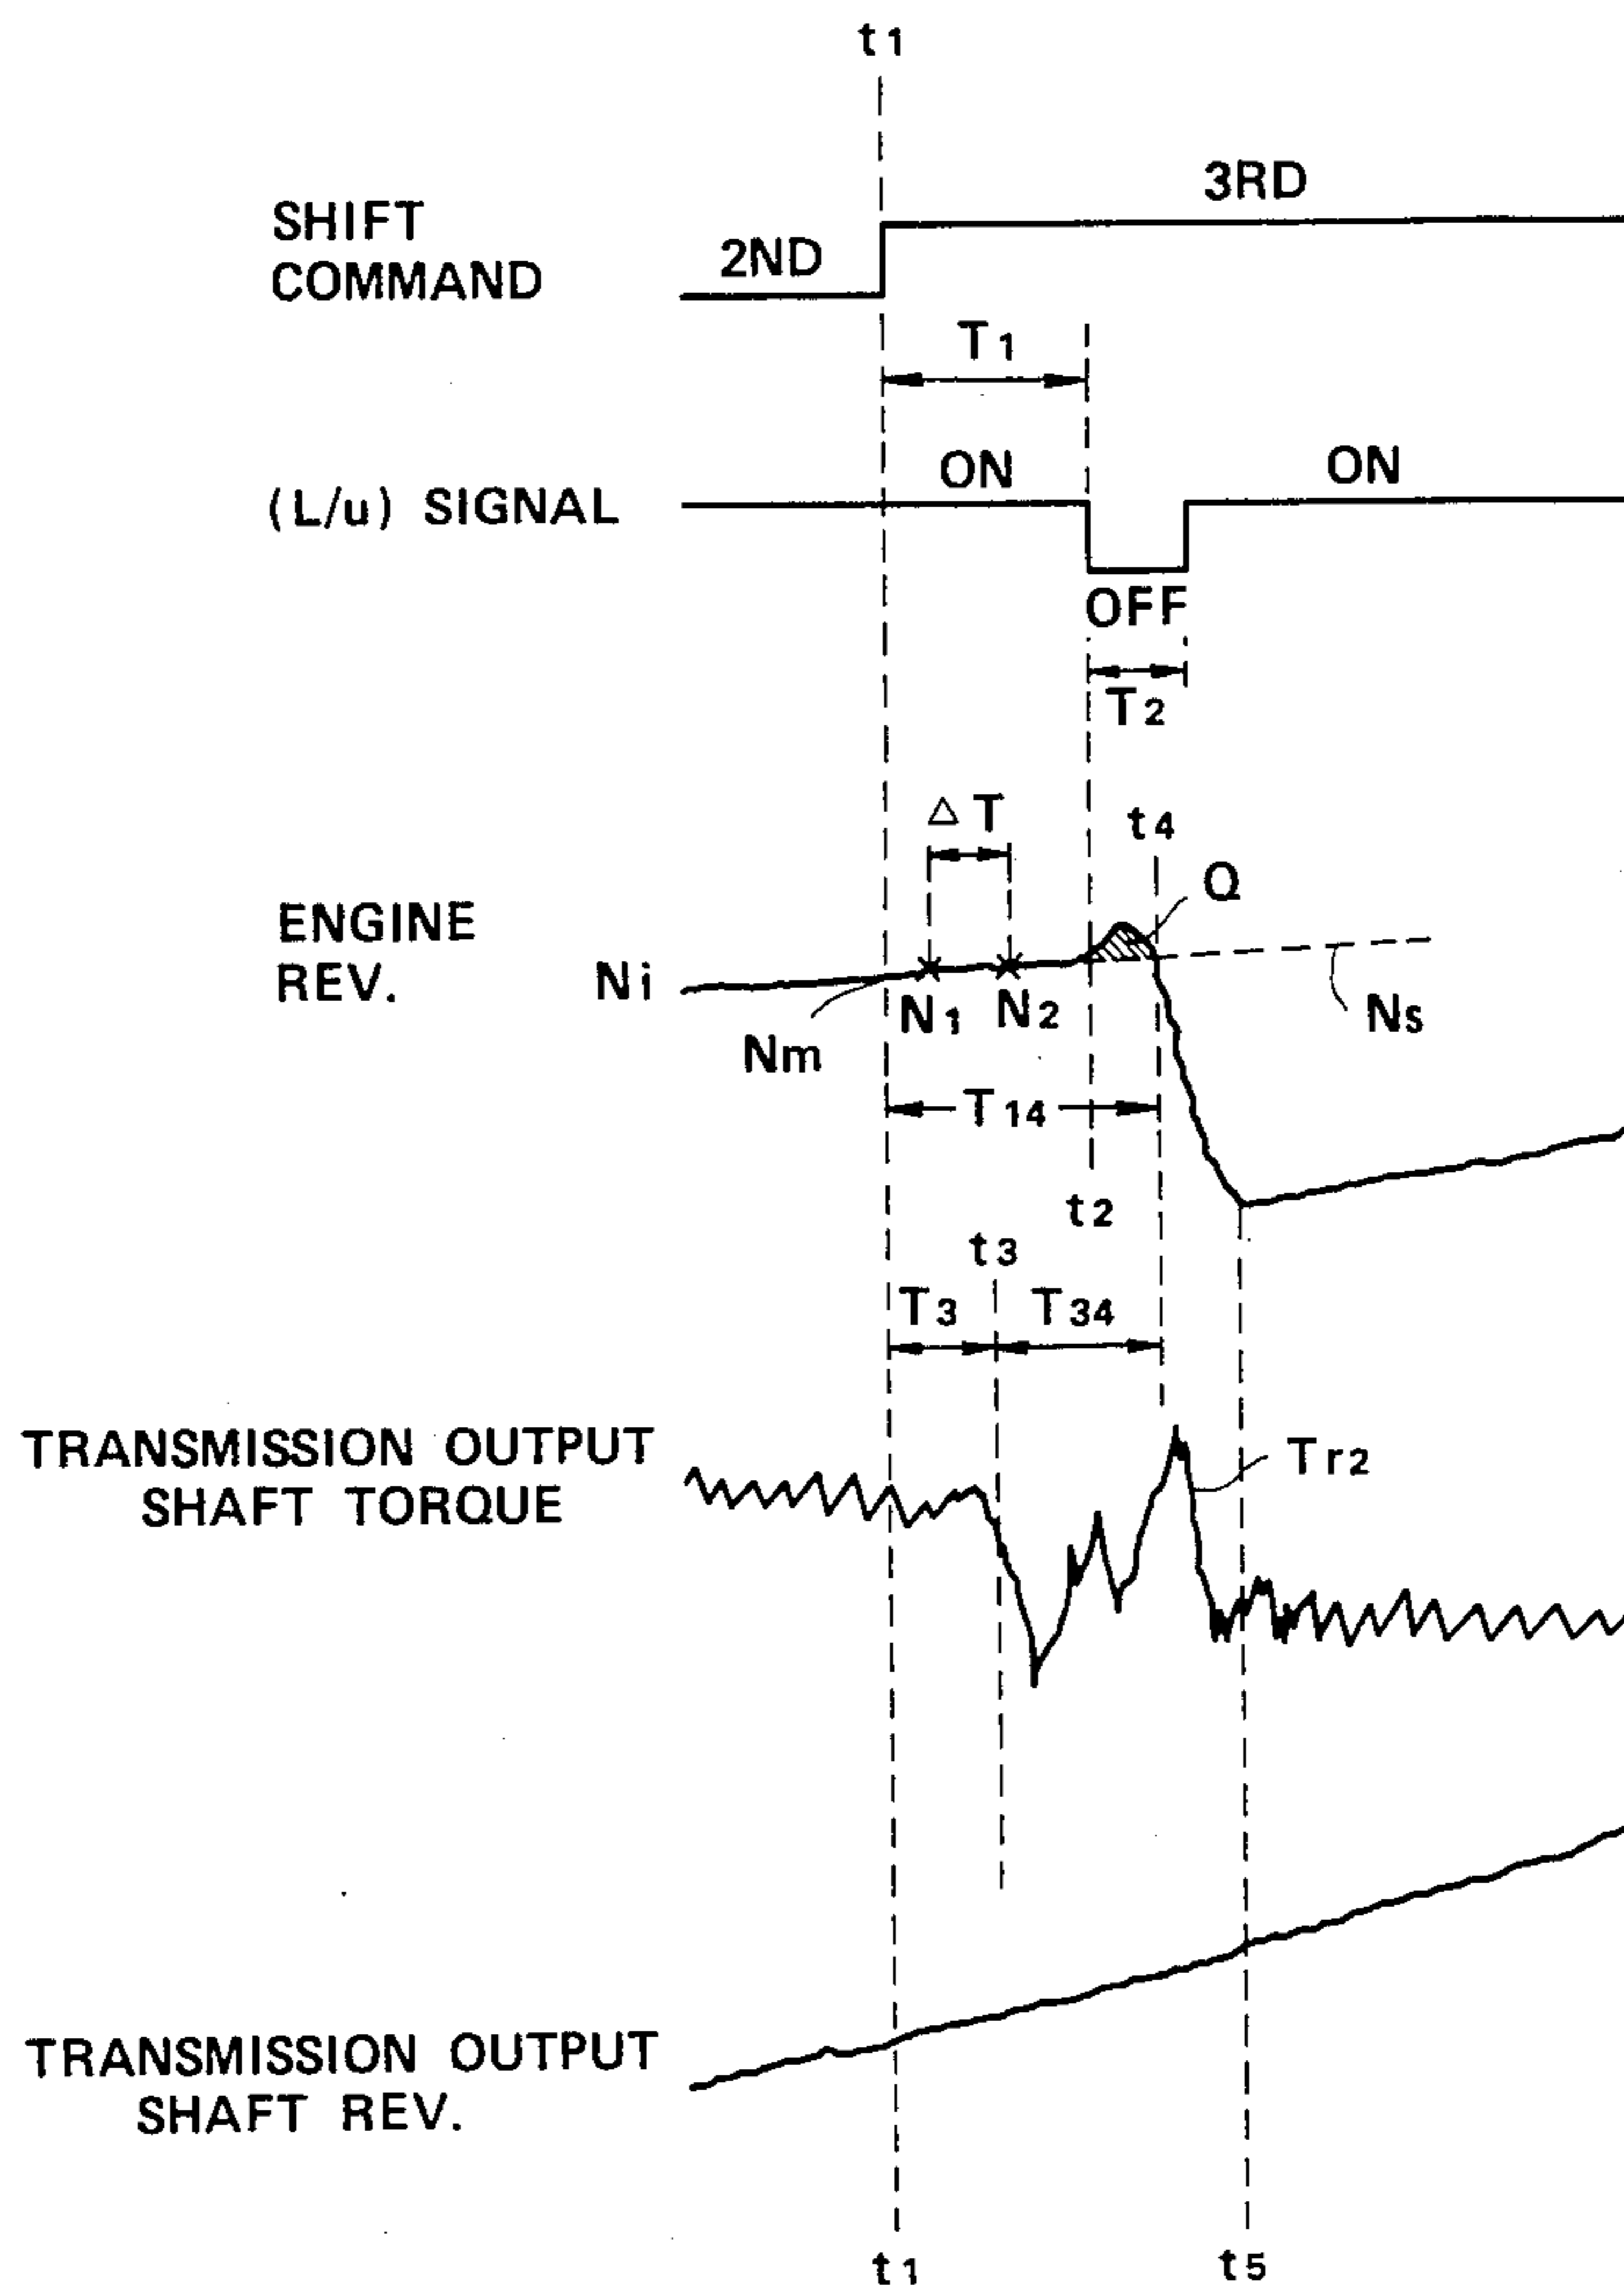 t1
3RD
SHIFT
COMMAND
2ND
T1
ON
ON
(L/u) SIGNAL
OFF
T2
△T
t4
Q
ENGINE
REV.
Ni
N1
N2
Ns
Nm
T14
t2
t3
T3
T34
TRANSMISSION OUTPUT
SHAFT TORQUE
Tr2
TRANSMISSION OUTPUT
SHAFT REV.
t1
t5